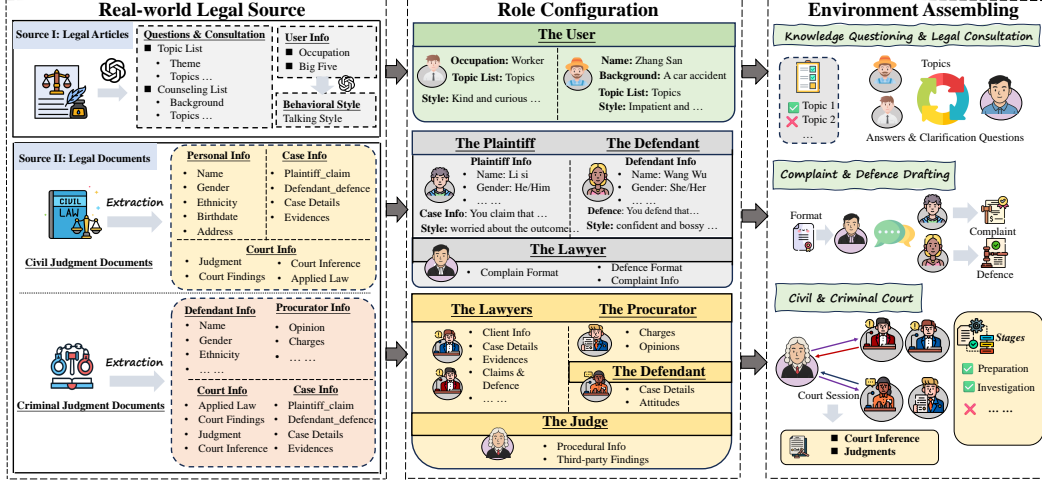 Real-world Legal Source
Source I: Legal Articles
Questions & Consultation
Topic List
Theme
Topics …
Counseling List
Background
Topics …
User Info
Occupation
Big Five
Behavioral Style
Talking Style
Source II: Legal Documents
CIVIL
LAW
Extraction
Civil Judgment Documents
Personal Info
Name
Gender
Ethnicity
Birthdate
Address
Case Info
Plaintiff_claim
Defendant_defence
Case Details
Evidences
Court Info
Judgment
Court Findings
Court Inference
Applied Law
Extraction
Criminal Judgment Documents
Defendant Info
Name
Gender
Ethnicity
… …
Procurator Info
Opinion
Charges
… …
Court Info
Applied Law
Court Findings
Judgment
Court Inference
Case Info
Plaintiff_claim
Defendant_defence
Case Details
Evidences
Role Configuration
The User
Occupation: Worker
Topic List: Topics
Style: Kind and curious …
Name: Zhang San
Background: A car accident
Topic List: Topics
Style: Impatient and …
The Plaintiff
Plaintiff Info
Name: Li si
Gender: He/Him
… …
Case Info: You claim that …
Style: worried about the outcome…
The Defendant
Defendant Info
Name: Wang Wu
Gender: She/Her
… …
Defence: You defend that…
Style: confident and bossy …
The Lawyer
Complain Format
Defence Format
Complaint Info
The Lawyers
Client Info
Case Details
Evidences
Claims &
Defence
… …
The Procurator
Charges
Opinions
The Defendant
Case Details
Attitudes
The Judge
Procedural Info
Third-party Findings
Environment Assembling
Knowledge Questioning & Legal Consultation
Topic 1
Topic 2
…
Topics
Answers & Clarification Questions
Complaint & Defence Drafting
Format
Complaint
Defence
Civil & Criminal Court
Court Session
Stages
Preparation
Investigation
… …
Court Inference
Judgments